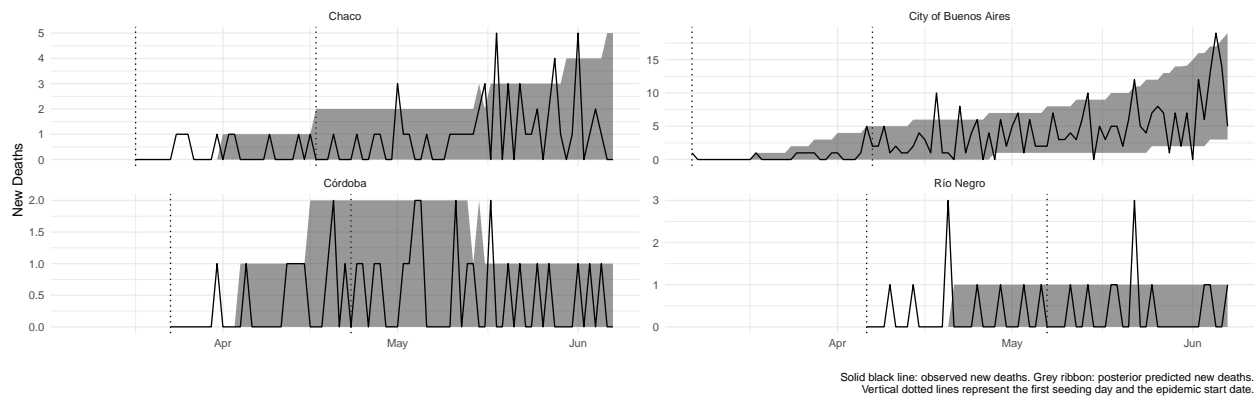 Chaco
City of Buenos Aires
New Deaths
5
4
3
2
1
0
15
10
5
0
Córdoba
Río Negro
2.0
1.5
1.0
0.5
0.0
3
2
1
0
Apr May Jun
Apr May Jun
Solid black line: observed new deaths. Grey ribbon: posterior predicted new deaths.
Vertical dotted lines represent the first seeding day and the epidemic start date.